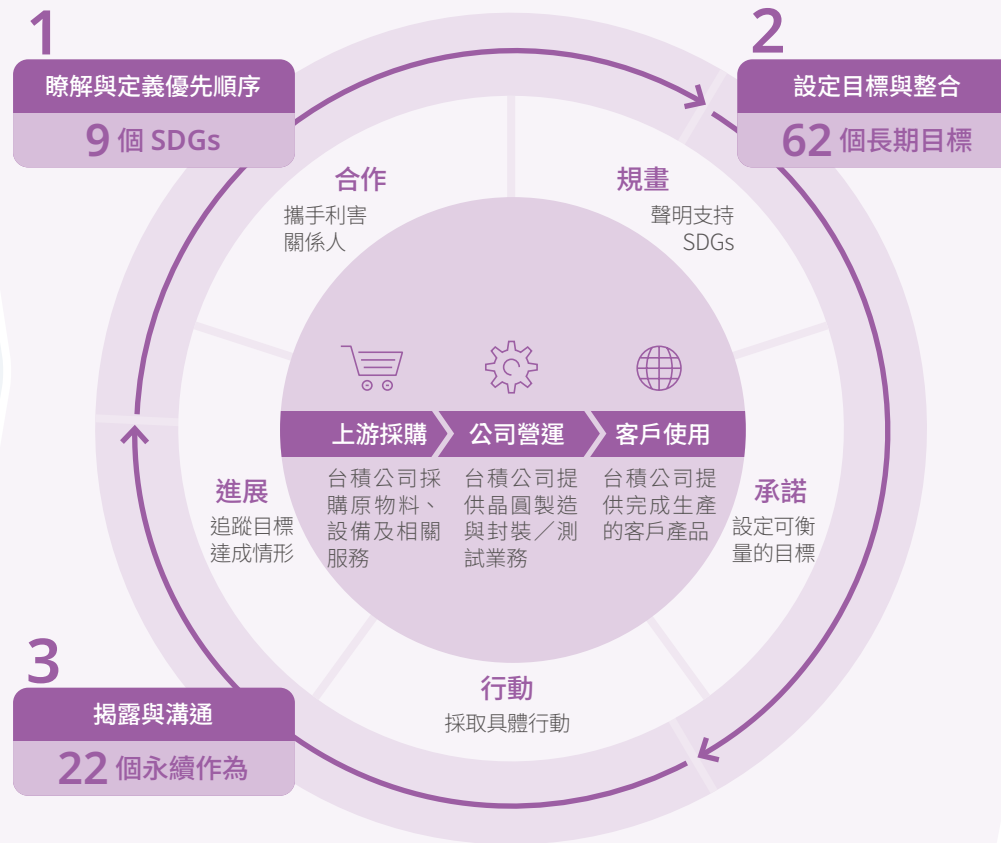 1
瞭解與定義優先順序
9 個 SDGs
2
設定目標與整合
62 個長期目標
合作
攜手利害
關係人
規畫
聲明支持
SDGs
上游採購
公司營運
客戶使用
台積公司採
購原物料、
設備及相關
服務
台積公司提
供晶圓製造
與封裝／測
試業務
台積公司提
供完成生產
的客戶產品
進展
追蹤目標
達成情形
承諾
設定可衡
量的目標
行動
採取具體行動
3
揭露與溝通
22 個永續作為